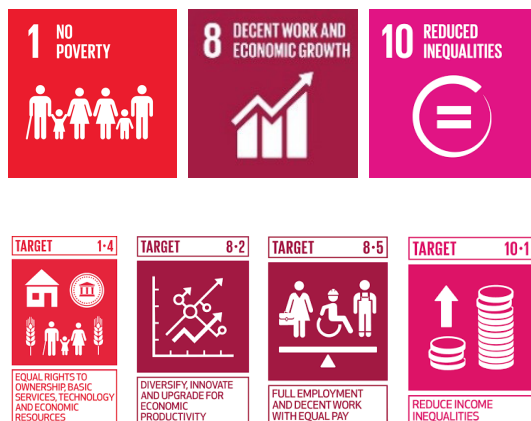 1 NO
POVERTY
8 DECENT WORK AND
ECONOMIC GROWTH
10 REDUCED
INEQUALITIES
TARGET 1·4
EQUAL RIGHTS TO
OWNERSHIP, BASIC
SERVICES, TECHNOLOGY
AND ECONOMIC
RESOURCES
TARGET 8·2
DIVERSIFY, INNOVATE
AND UPGRADE FOR
ECONOMIC
PRODUCTIVITY
TARGET 8·5
FULL EMPLOYMENT
AND DECENT WORK
WITH EQUAL PAY
TARGET 10·1
REDUCE INCOME
INEQUALITIES